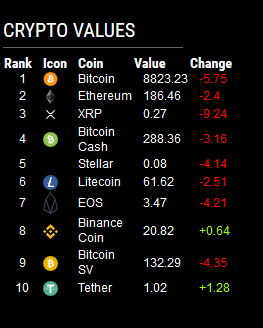 CRYPTO VALUES
Rank Icon Coin Value Change
1 Bitcoin 8823.23 -5.75
2 Ethereum 186.46 -2.4
3 XRP 0.27 -9.24
4 Bitcoin Cash 288.36 -3.16
5 Stellar 0.08 -4.14
6 Litecoin 61.62 -2.51
7 EOS 3.47 -4.21
8 Binance Coin 20.82 +0.64
9 Bitcoin SV 132.29 -4.35
10 Tether 1.02 +1.28